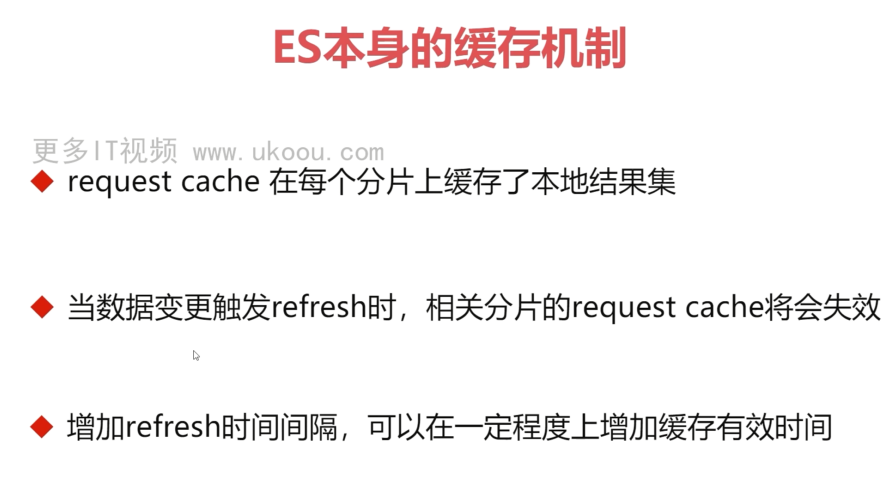 ES本身的缓存机制
更多IT视频 www.ukoou.com
request cache 在每个分片上缓存了本地结果集
当数据变更触发refresh时，相关分片的request cache将会失效
增加refresh时间间隔，可以在一定程度上增加缓存有效时间